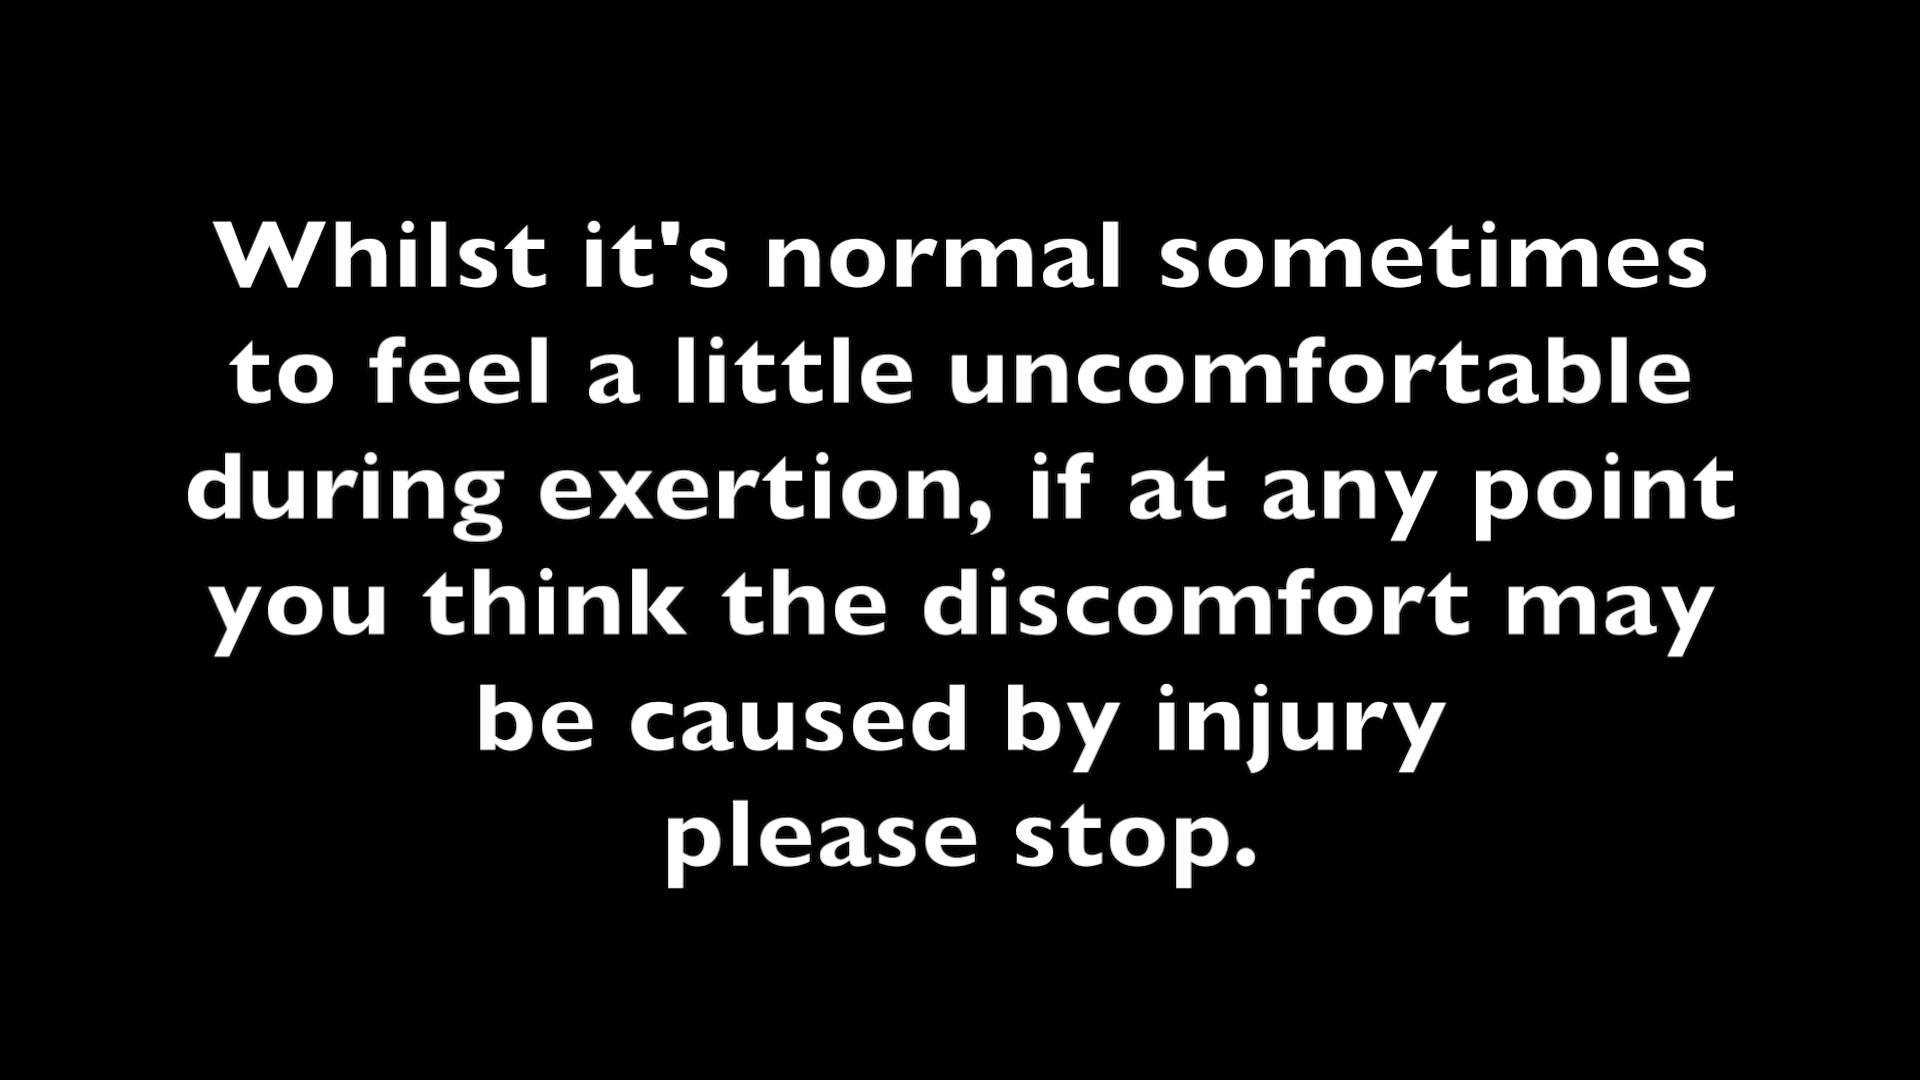 Whilst it's normal sometimes
to feel a little uncomfortable
during exertion, if at any point
you think the discomfort may
be caused by injury
please stop.